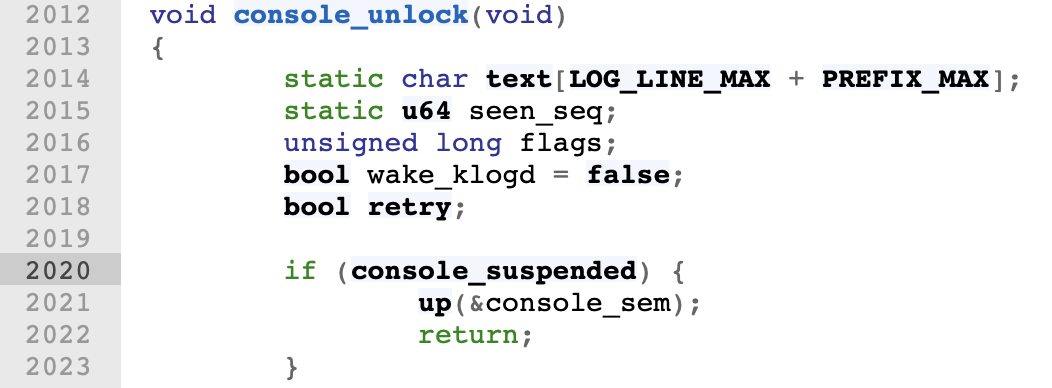 2012 void console_unlock(void)
2013 {
2014 static char text[LOG_LINE_MAX + PREFIX_MAX];
2015 static u64 seen_seq;
2016 unsigned long flags;
2017 bool wake_klogd = false;
2018 bool retry;
2019
2020 if (console_suspended) {
2021 up(&console_sem);
2022 return;
2023 }